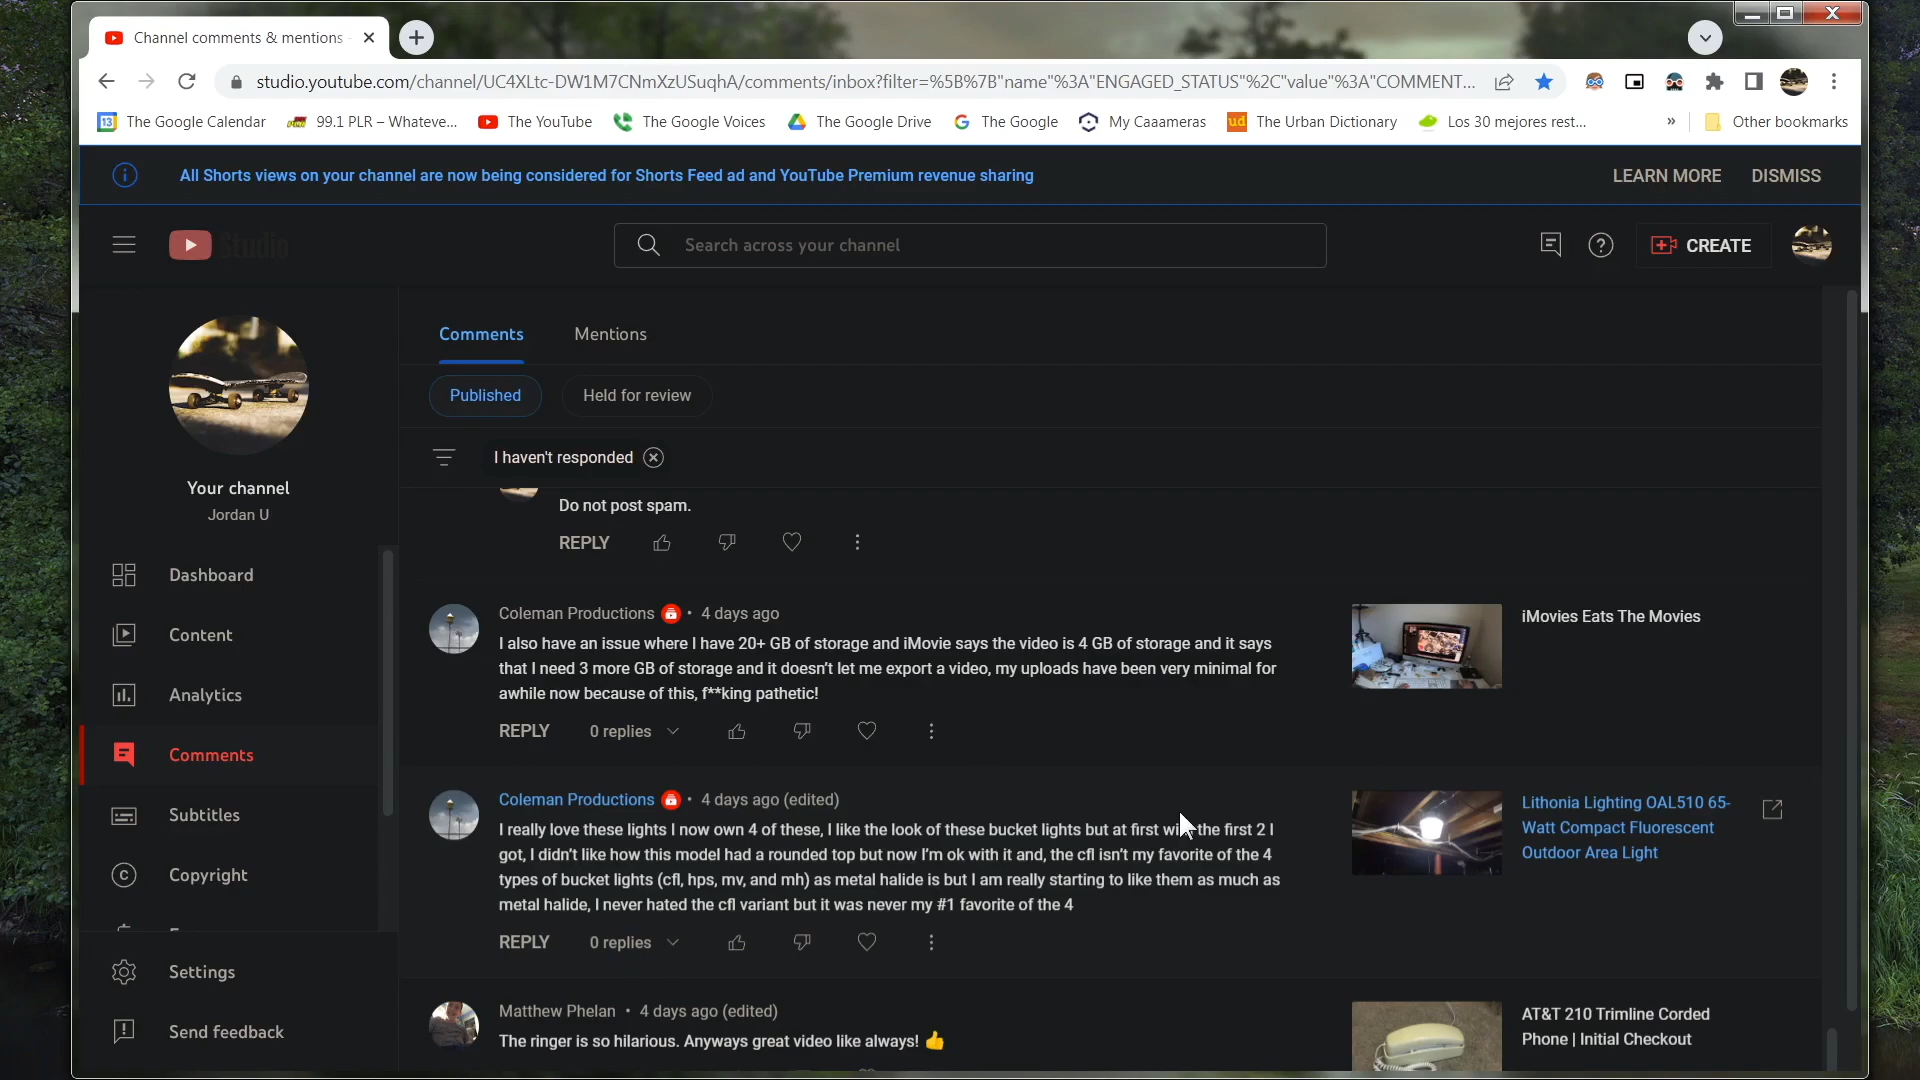 Channel comments & mentions -
studio.youtube.com/channel/UC4XLtc-DW1M7CNmXzUSuqhA/comments/inbox?filter=%5B%7B"name"%3A"ENGAGED_STATUS"%2C"value"%3A"COMMENT...
13 The Google Calendar 99.1 PLR – Whateve... The YouTube The Google Voices The Google Drive The Google My Caaameras ud The Urban Dictionary Los 30 mejores rest... » Other bookmarks
All Shorts views on your channel are now being considered for Shorts Feed ad and YouTube Premium revenue sharing LEARN MORE DISMISS
Studio Search across your channel CREATE
Comments Mentions
Published Held for review
I haven't responded
Your channel
Jordan U
Dashboard
Content
Analytics
Comments
Subtitles
Copyright
Settings
Send feedback
Do not post spam.
REPLY
Coleman Productions • 4 days ago
I also have an issue where I have 20+ GB of storage and iMovie says the video is 4 GB of storage and it says
that I need 3 more GB of storage and it doesn't let me export a video, my uploads have been very minimal for
awhile now because of this, f**king pathetic!
REPLY 0 replies
iMovies Eats The Movies
Coleman Productions • 4 days ago (edited)
I really love these lights I now own 4 of these, I like the look of these bucket lights but at first the first 2 I
got, I didn't like how this model had a rounded top but now I'm ok with it and, the cfl isn't my favorite of the 4
types of bucket lights (cfl, hps, mv, and mh) as metal halide is but I am really starting to like them as much as
metal halide, I never hated the cfl variant but it was never my #1 favorite of the 4
REPLY 0 replies
Lithonia Lighting OAL510 65-
Watt Compact Fluorescent
Outdoor Area Light
Matthew Phelan • 4 days ago (edited)
The ringer is so hilarious. Anyways great video like always! 👍
AT&T 210 Trimline Corded
Phone | Initial Checkout